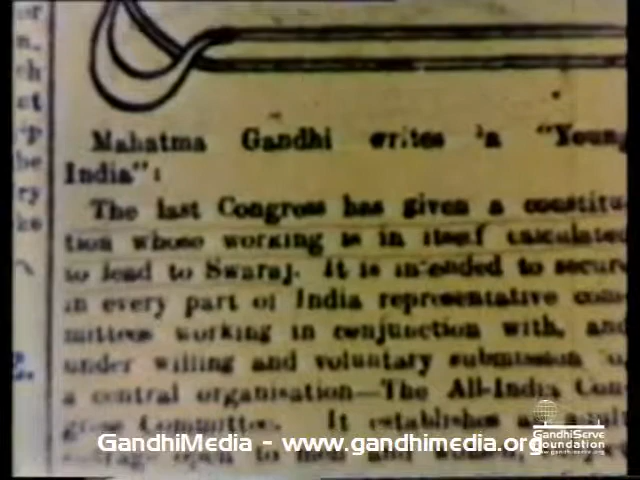 Mahatma Gandhi writes in "Young
India":
The last Congress has given a constitu-
tion whose working is in itself calculated
to lead to Swaraj. It is intended to secure
in every part of India representative com-
mittees working in conjunction with, and
under willing and voluntary submission to,
a central organisation—The All-India Con-
gress Committee. It establishes
GandhiMedia - www.gandhimedia.org
GandhiServe
Foundation
www.gandhiserve.org